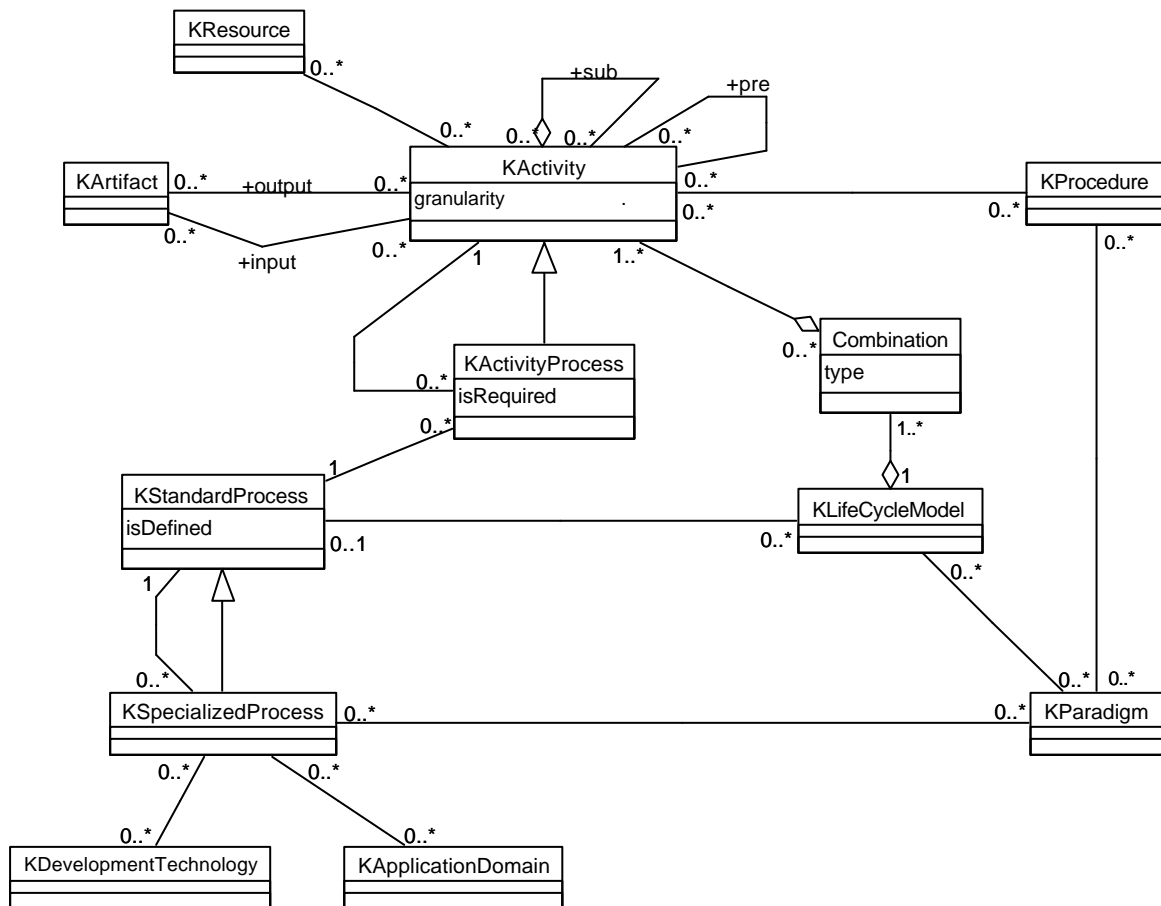 KResource
0..*
+sub
+pre
0..*
0..*
0..*
0..*
KArtifact
0..*
+output
0..*
KActivity
granularity .
0..*
0..*
KProcedure
0..*
0..*
+input
0..*
1
1..*
0..*
Combination
type
0..*
KActivityProcess
isRequired
0..*
0..*
1..*
1
1
KStandardProcess
isDefined
0..1
KLifeCycleModel
0..*
0..*
1
0..*
KSpecializedProcess
0..*
0..*
0..*
0..*
KParadigm
0..*
0..*
0..*
0..*
KDevelopmentTechnology
KApplicationDomain